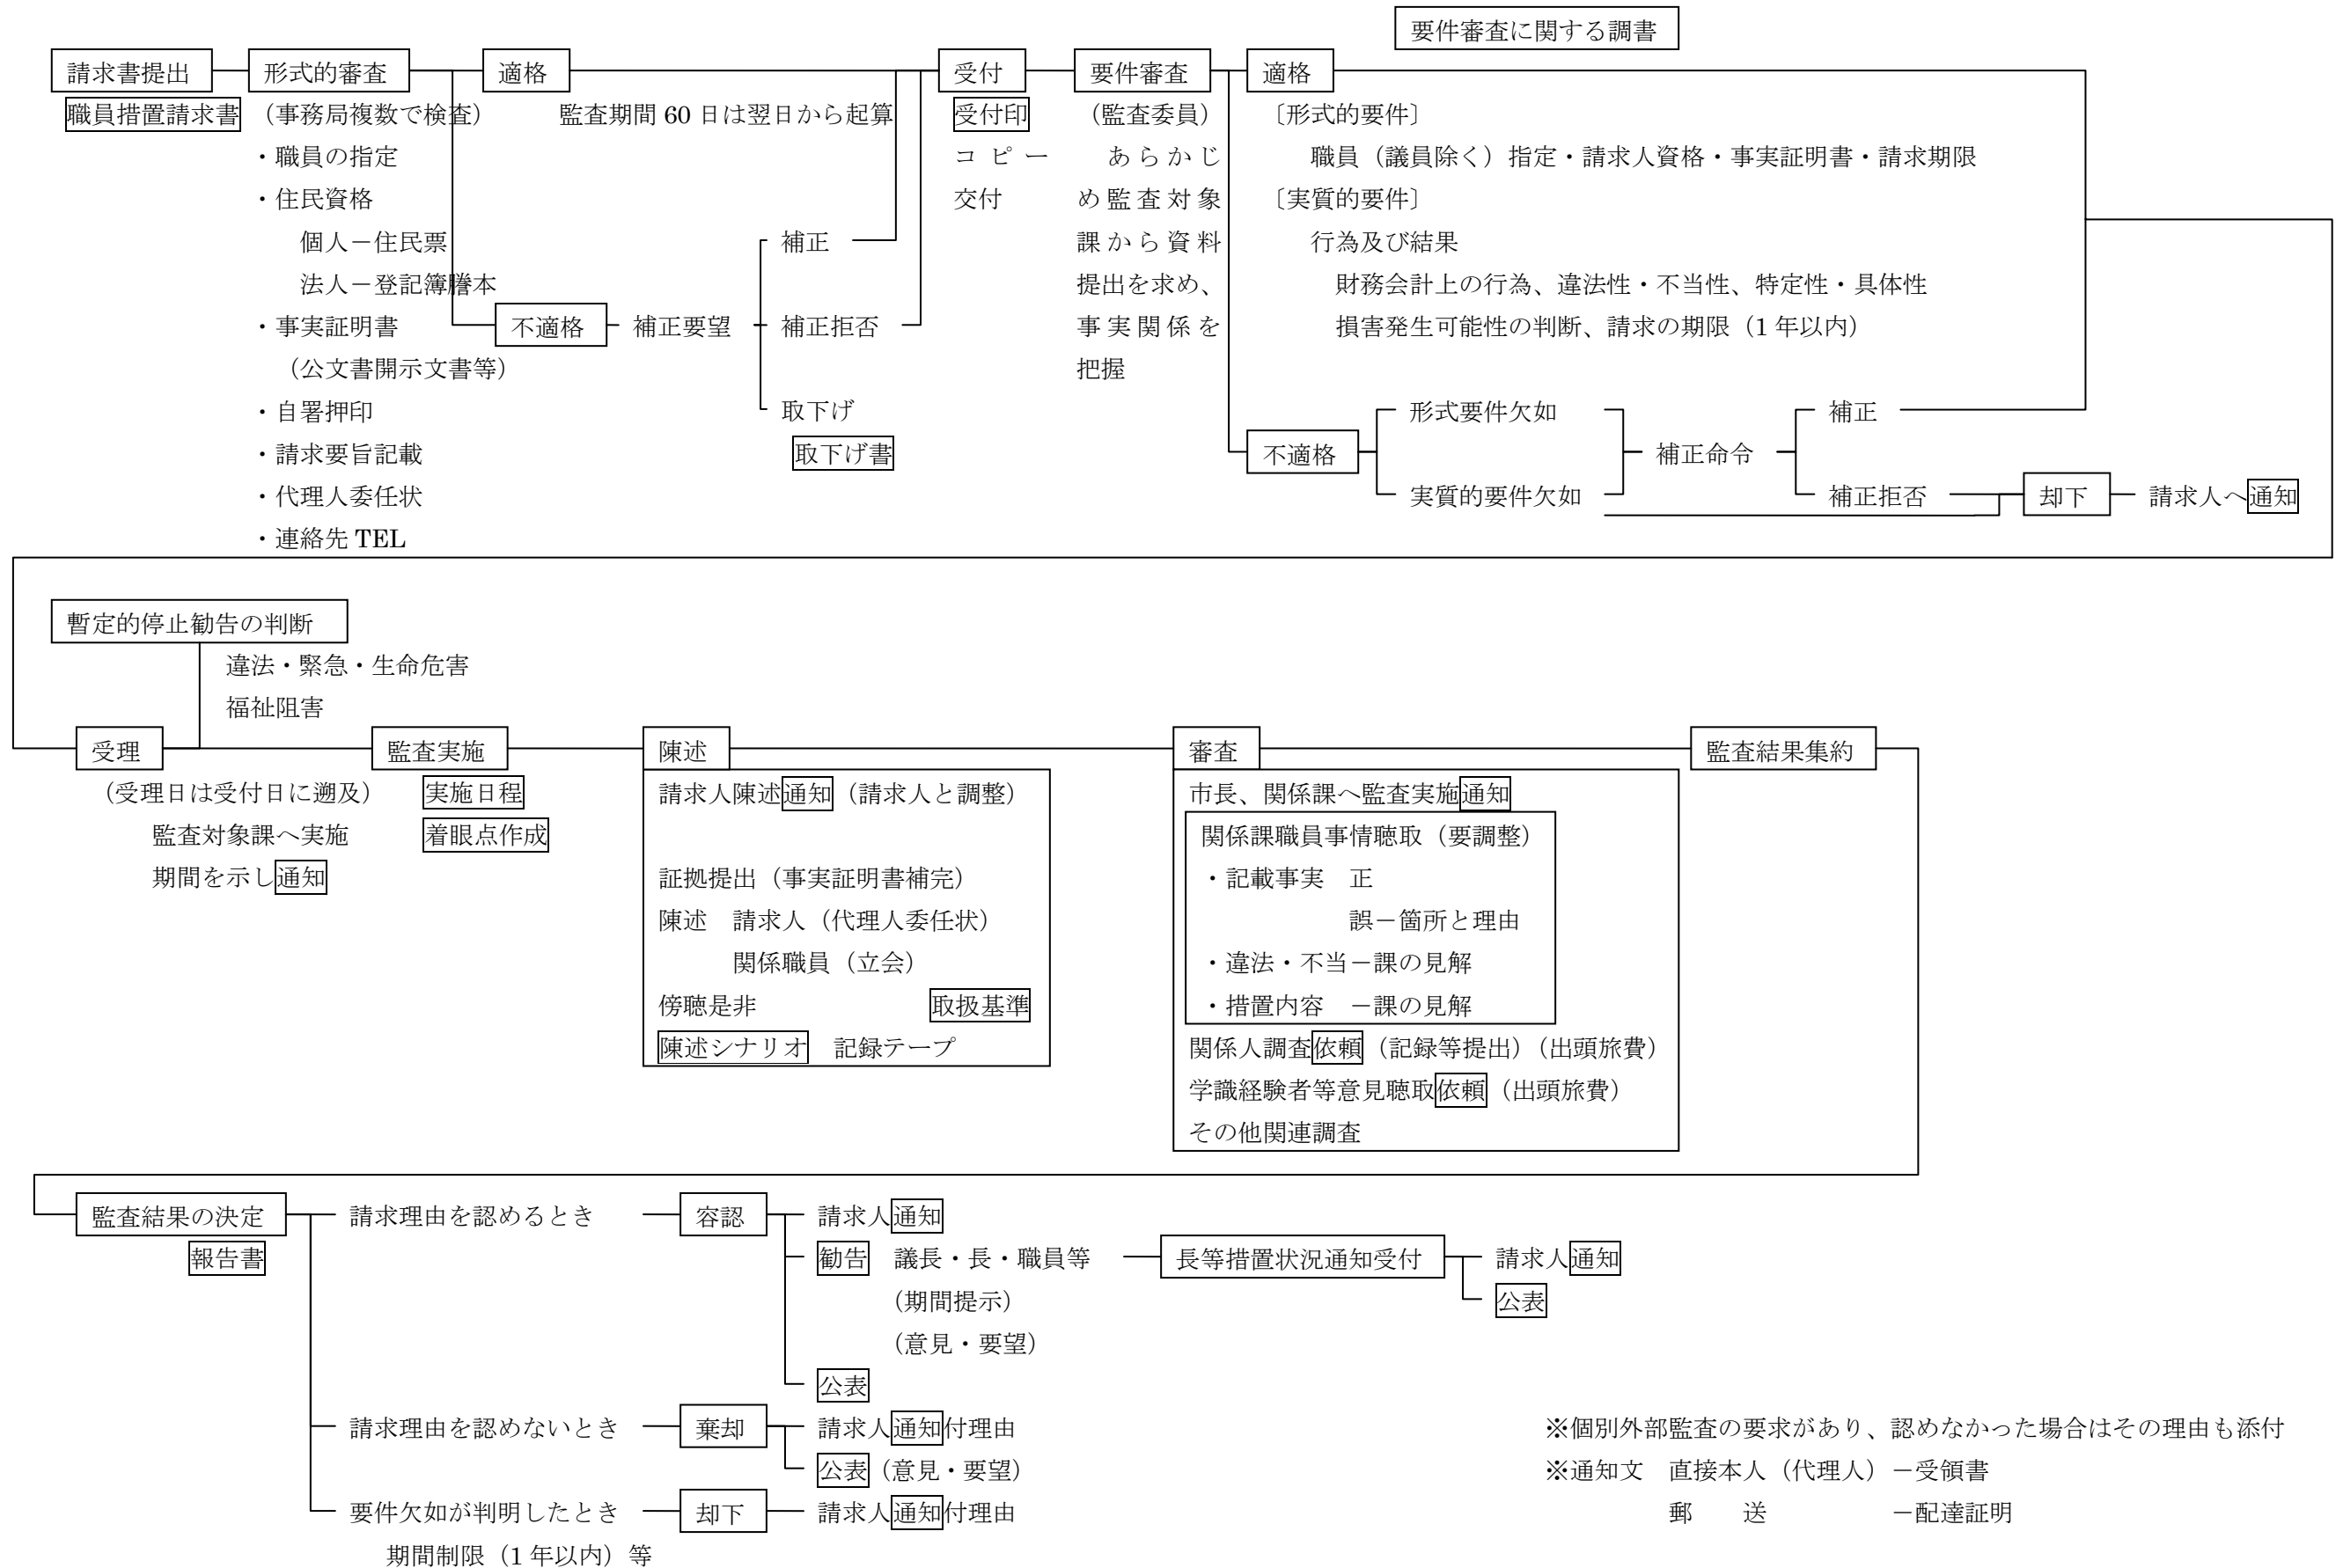 要件審査に関する調書
請求書提出 形式的審査 適格 受付 要件審査 適格
職員措置請求書 （事務局複数で検査） 監査期間 60 日は翌日から起算 受付印 （監査委員） 〔形式的要件〕
・職員の指定 コピー あらかじ 職員（議員除く）指定・請求人資格・事実証明書・請求期限
・住民資格 交付 め監査対象 〔実質的要件〕
個人－住民票 補正 課から資料 行為及び結果
法人－登記簿謄本 提出を求め、 財務会計上の行為、違法性・不当性、特定性・具体性
・事実証明書 不適格 補正要望 補正拒否 事実関係を 損害発生可能性の判断、請求の期限（1 年以内）
（公文書開示文書等） 把握
・自署押印 取下げ 形式要件欠如 補正
・請求要旨記載 取下げ書 不適格 補正命令
・代理人委任状 実質的要件欠如 補正拒否 却下 請求人へ通知
・連絡先 TEL
暫定的停止勧告の判断
違法・緊急・生命危害
福祉阻害
受理 監査実施 陳述 審査 監査結果集約
（受理日は受付日に遡及） 実施日程 請求人陳述通知（請求人と調整） 市長、関係課へ監査実施通知
監査対象課へ実施 着眼点作成 関係課職員事情聴取（要調整）
期間を示し通知 証拠提出（事実証明書補完） ・記載事実 正
陳述 請求人（代理人委任状） 誤－箇所と理由
関係職員（立会） ・違法・不当－課の見解
傍聴是非 取扱基準 ・措置内容 －課の見解
陳述シナリオ 記録テープ 関係人調査依頼（記録等提出）（出頭旅費）
学識経験者等意見聴取依頼（出頭旅費）
その他関連調査
監査結果の決定 請求理由を認めるとき 容認 請求人通知
報告書 勧告 議長・長・職員等 長等措置状況通知受付 請求人通知
（期間提示） 公表
（意見・要望）
公表
請求理由を認めないとき 棄却 請求人通知付理由 ※個別外部監査の要求があり、認めなかった場合はその理由も添付
公表（意見・要望） ※通知文 直接本人（代理人）－受領書
要件欠如が判明したとき 却下 請求人通知付理由 郵 送 －配達証明
期間制限（1 年以内）等